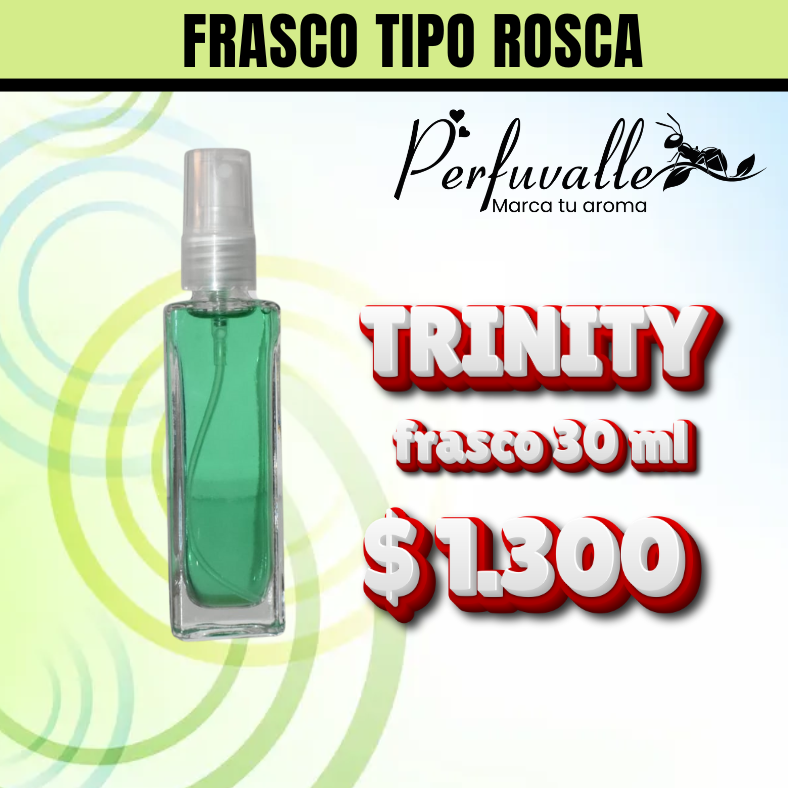 FRASCO TIPO ROSCA
Perfuvalle
Marca tu aroma
TRINITY
frasco 30 ml
$ 1.300